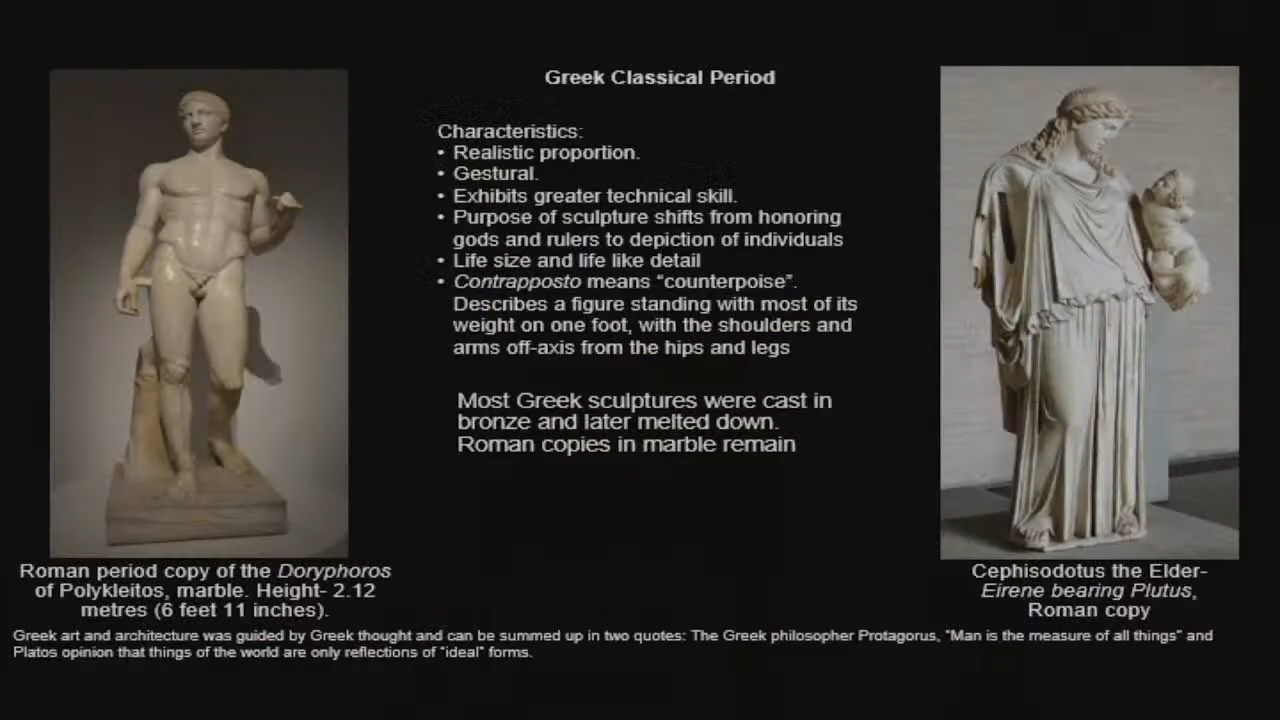 Greek Classical Period
Characteristics:
• Realistic proportion.
• Gestural.
• Exhibits greater technical skill.
• Purpose of sculpture shifts from honoring
gods and rulers to depiction of individuals
• Life size and life like detail
• Contrapposto means “counterpoise”.
Describes a figure standing with most of its
weight on one foot, with the shoulders and
arms off-axis from the hips and legs
Most Greek sculptures were cast in
bronze and later melted down.
Roman copies in marble remain
Roman period copy of the Doryphoros
of Polykleitos, marble. Height- 2.12
metres (6 feet 11 inches).
Cephisodotus the Elder-
Eirene bearing Plutus,
Roman copy
Greek art and architecture was guided by Greek thought and can be summed up in two quotes: The Greek philosopher Protagorus, “Man is the measure of all things” and
Platos opinion that things of the world are only reflections of “ideal” forms.